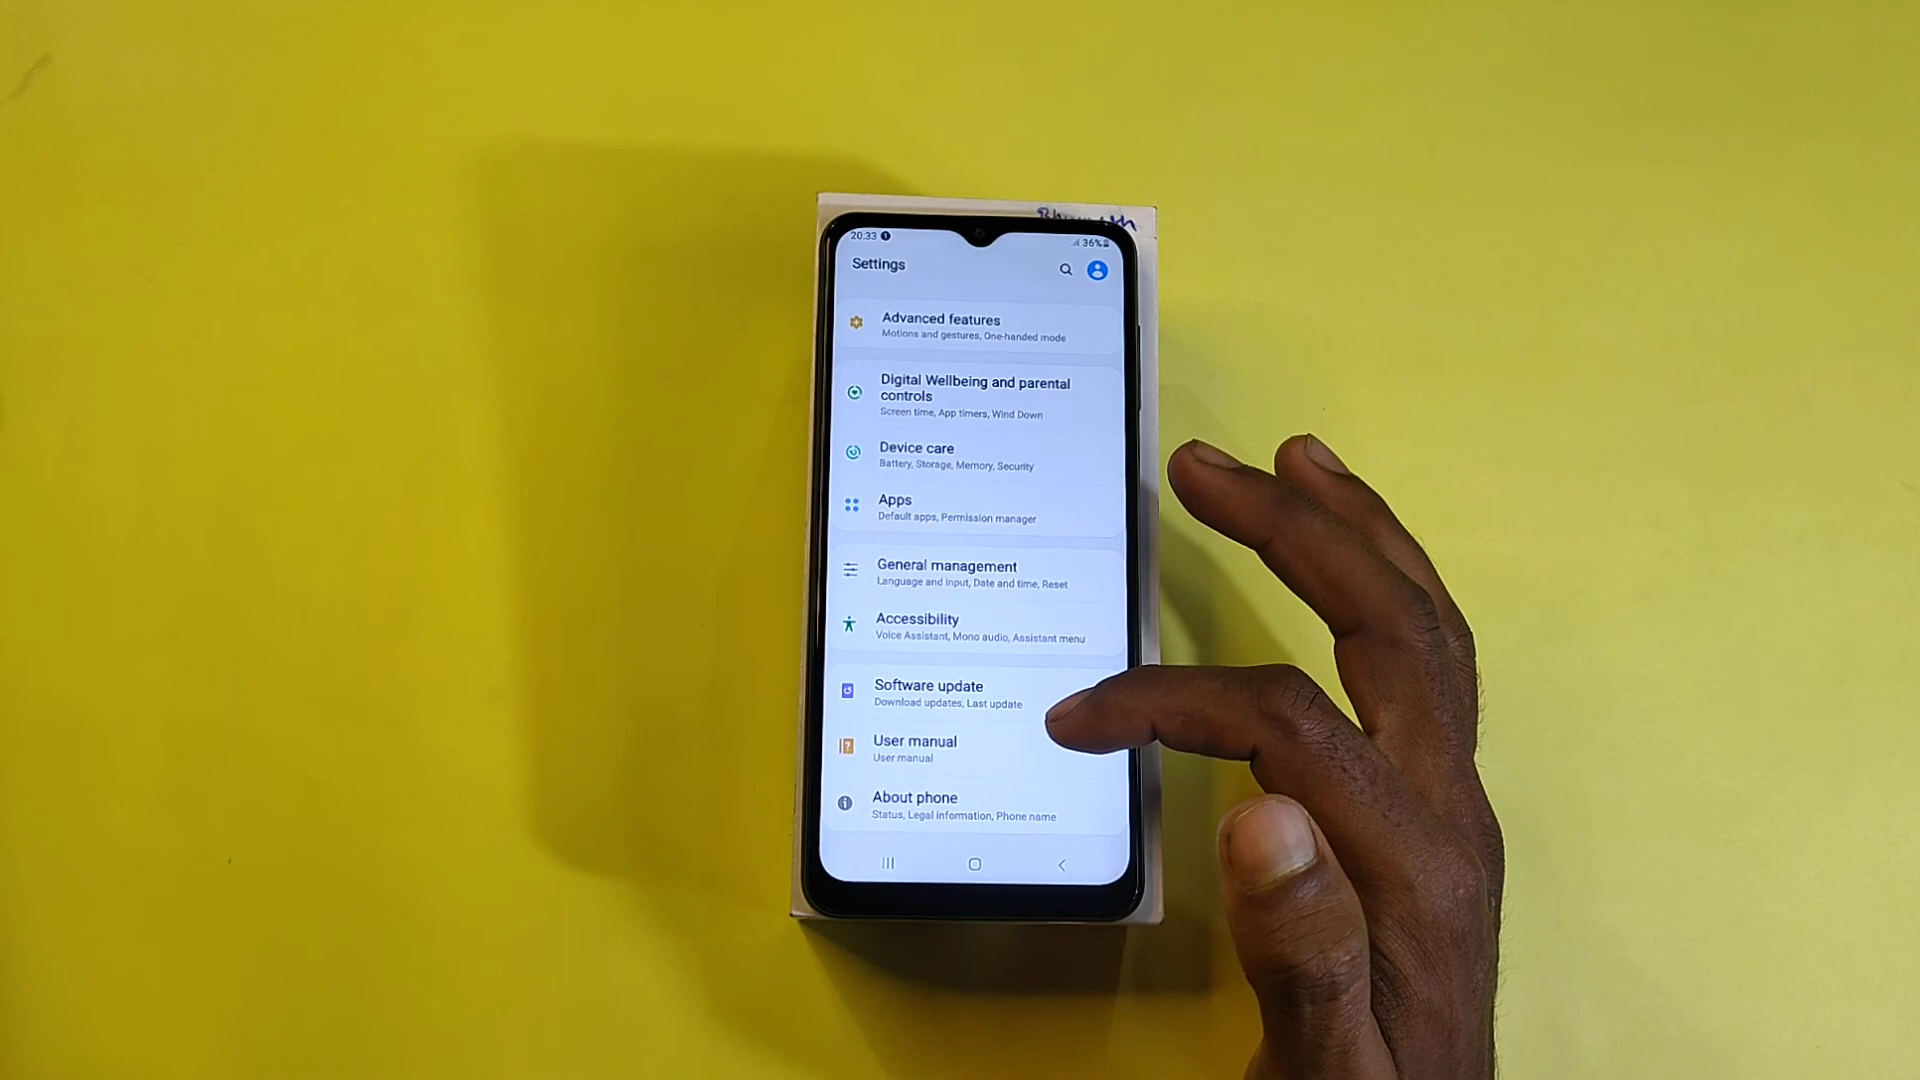 20:33
36%
Settings
Advanced features
Motions and gestures, One-handed mode
Digital Wellbeing and parental
controls
Screen time, App timers, Wind Down
Device care
Battery, Storage, Memory, Security
Apps
Default apps, Permission manager
General management
Language and input, Date and time, Reset
Accessibility
Voice Assistant, Mono audio, Assistant menu
Software update
Download updates, Last update
User manual
User manual
About phone
Status, Legal information, Phone name